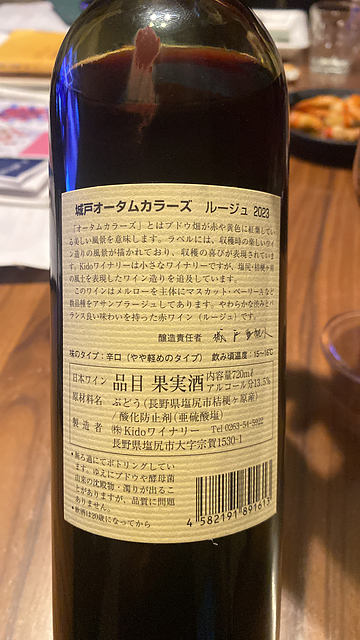 城戸オータムカラーズ ルージュ 2023
『オータムカラーズ』とはブドウ畑が赤や黄色に紅葉してい
る美しい風景を意味します。ラベルには、収穫時の楽しいワイ
ン造りの風景が描かれており、収穫の喜びが表現されていま
す。Kidoワイナリーは小さなワイナリーですが、塩尻・桔梗ヶ原
の風土を表現したワイン造りを追及しています。
このワインはメルローを主体にマスカット・ベーリーAなど
数品種をアサンブラージュしてあります。やわらかな渋みとバ
ランス良い味わいを持った赤ワイン(ルージュ)です。
醸造責任者
味のタイプ:辛口(やや軽めのタイプ) 飲み頃温度:15~16℃
日本ワイン 品目 果実酒 内容量720mℓ
アルコール分13.5%
原材料名 ぶどう(長野県塩尻市桔梗ヶ原産)
/酸化防止剤(亜硫酸塩)
製造者 ㈱Kidoワイナリー Tel 0263-54-5922
長野県塩尻市大字宗賀1530-1
・無ろ過にてボトリングしてい
ます。ゆえにブドウや酵母菌
由来の沈殿物・濁りが出るこ
とがありますが、品質に問題
ありません。
・飲酒は20歳になってから
4 582191 891613